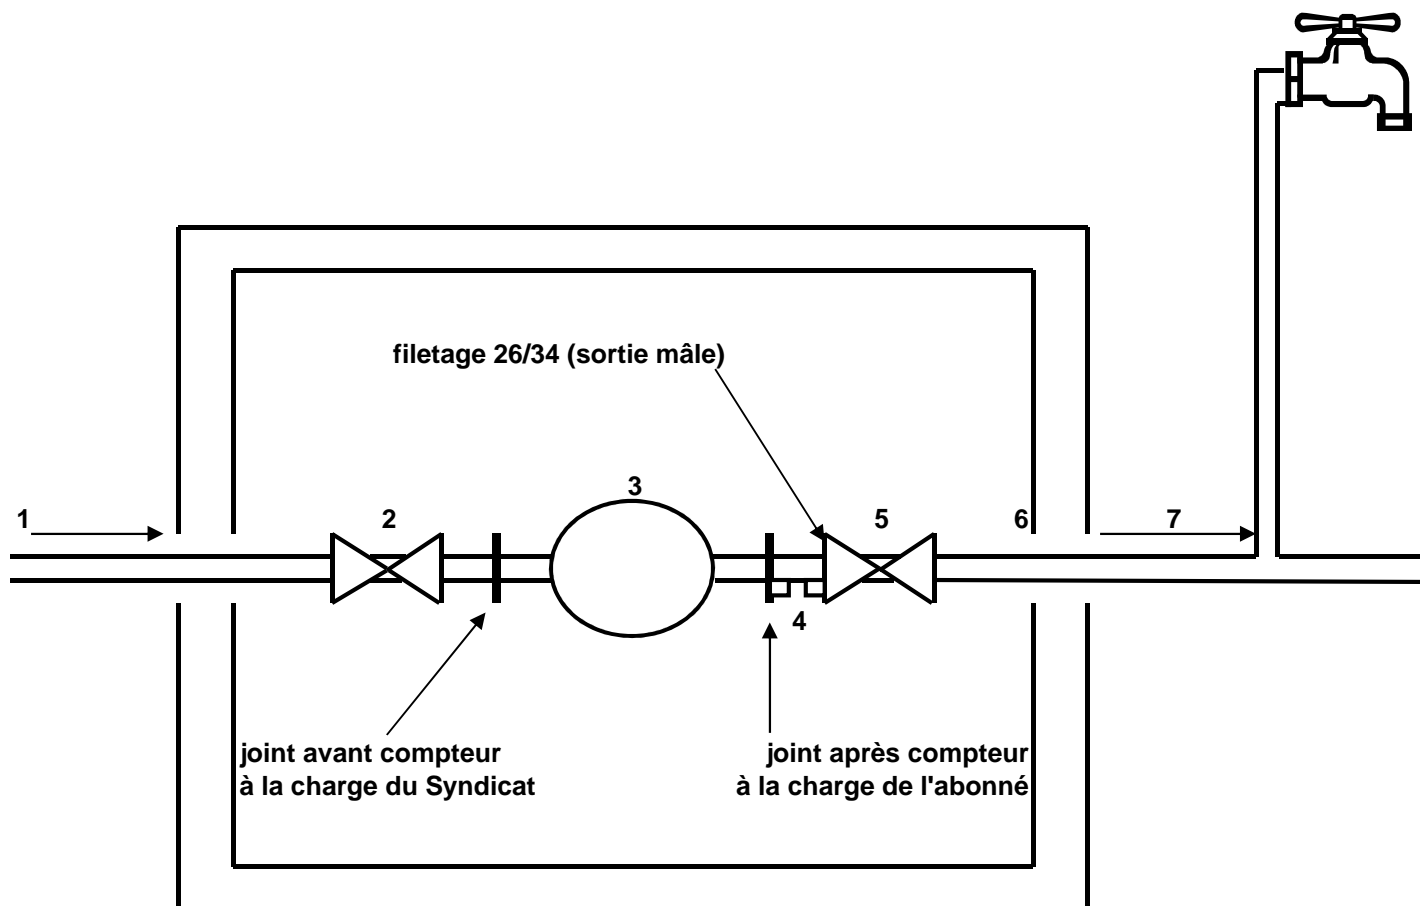 filetage 26/34 (sortie mâle)
3
1
2
5
6
7
4
joint avant compteur
à la charge du Syndicat
joint après compteur
à la charge de l'abonné